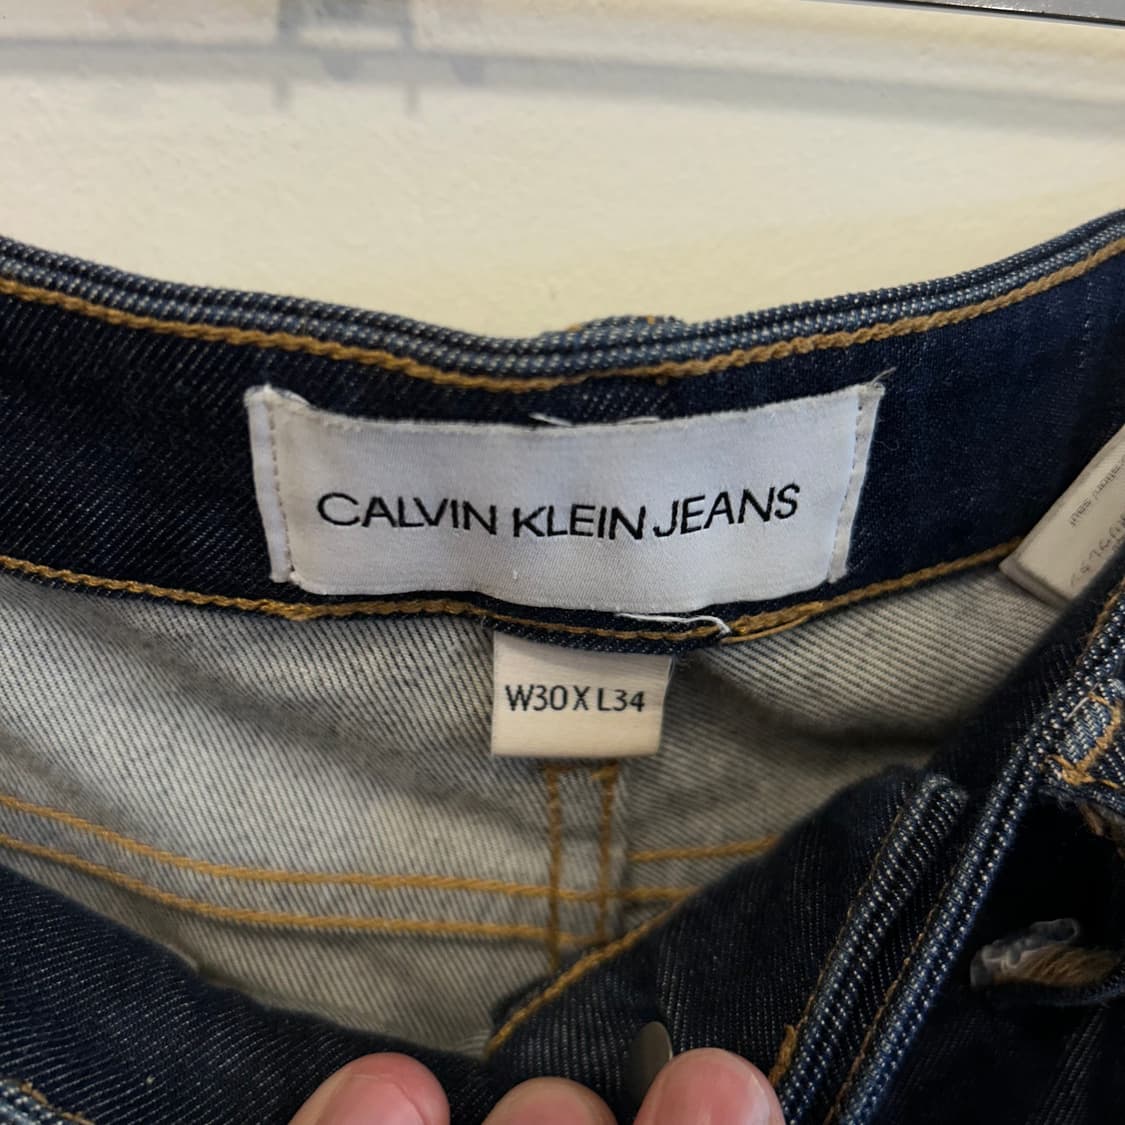 CALVIN KLEIN JEANS
W30 X L34